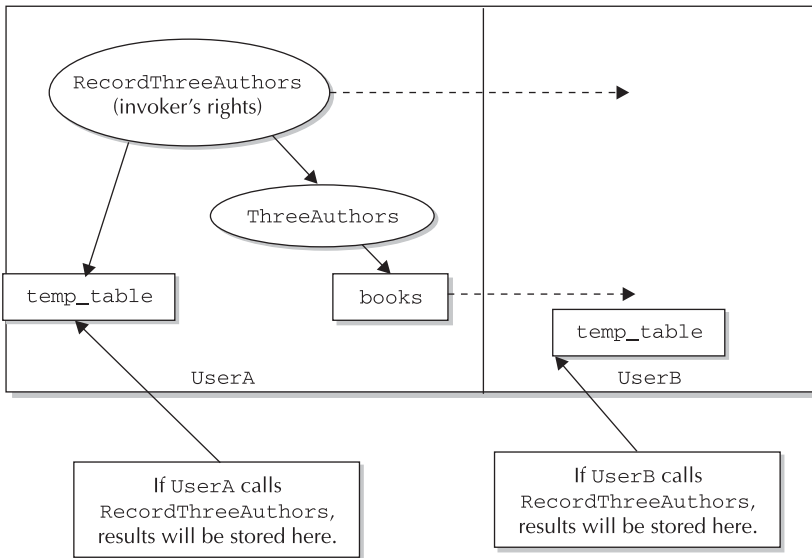 RecordThreeAuthors
(invoker's rights)
ThreeAuthors
temp_table
books
temp_table
UserA
UserB
If UserA calls
RecordThreeAuthors,
results will be stored here.
If UserB calls
RecordThreeAuthors,
results will be stored here.